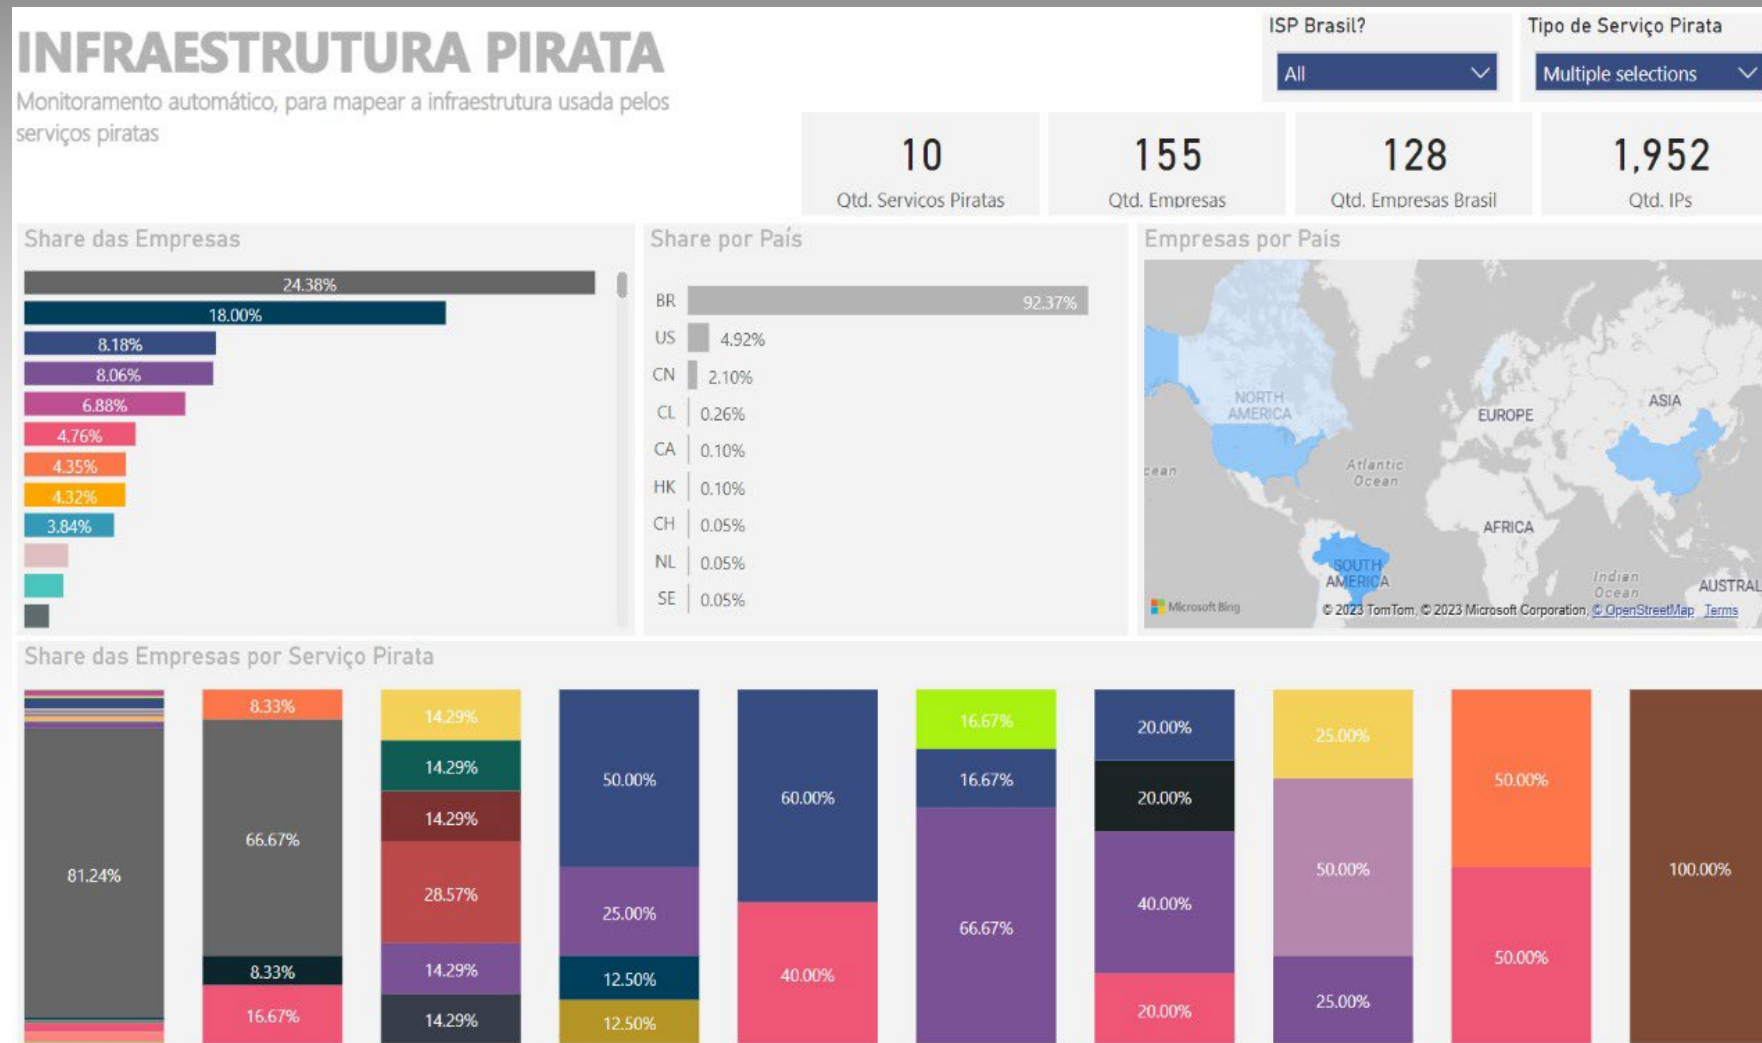 INFRAESTRUTURA PIRATA
Monitoramento automático, para mapear a infraestrutura usada pelos
serviços piratas
ISP Brasil?
All
Tipo de Serviço Pirata
Multiple selections
10
Qtd. Servicos Piratas
155
Qtd. Empresas
128
Qtd. Empresas Brasil
1,952
Qtd. IPs
Share das Empresas
24.38%
18.00%
8.18%
8.06%
6.88%
4.76%
4.35%
4.32%
3.84%
Share por País
BR 92.37%
US 4.92%
CN 2.10%
CL 0.26%
CA 0.10%
HK 0.10%
CH 0.05%
NL 0.05%
SE 0.05%
Empresas por Pais
NORTH
AMERICA
EUROPE
ASIA
cean
Atlantic
Ocean
AFRICA
SOUTH
AMERICA
Indian
Ocean
AUSTRAL
Microsoft Bing
© 2023 TomTom, © 2023 Microsoft Corporation, © OpenStreetMap Terms
Share das Empresas por Serviço Pirata
81.24%
8.33%
66.67%
8.33%
16.67%
14.29%
14.29%
14.29%
28.57%
14.29%
14.29%
50.00%
25.00%
12.50%
12.50%
60.00%
40.00%
16.67%
16.67%
66.67%
20.00%
20.00%
40.00%
20.00%
25.00%
50.00%
25.00%
50.00%
50.00%
100.00%